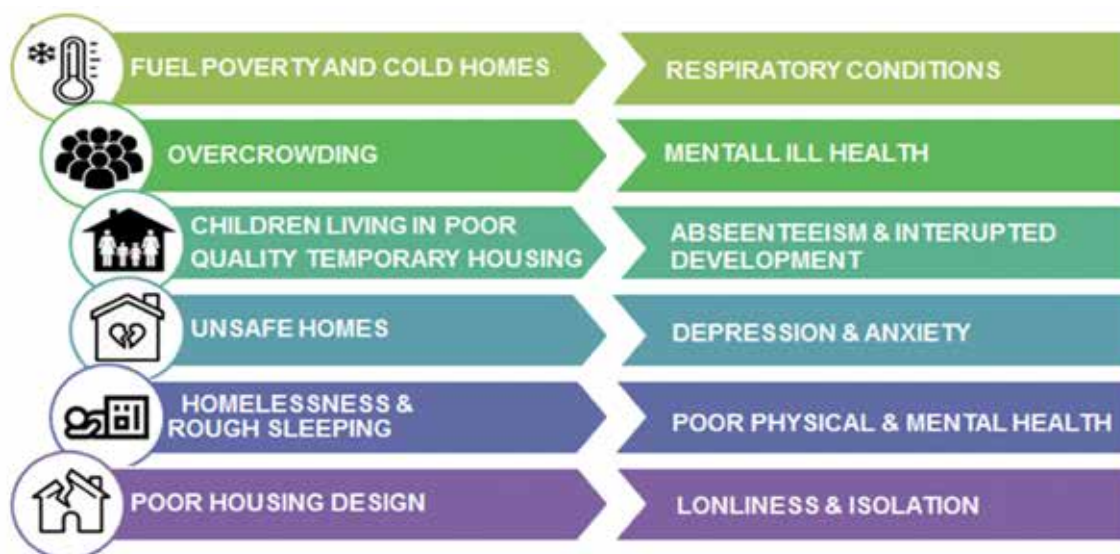 FUEL POVERTY AND COLD HOMES
RESPIRATORY CONDITIONS
OVERCROWDING
MENTALL ILL HEALTH
CHILDREN LIVING IN POOR
QUALITY TEMPORARY HOUSING
ABSEENTEEISM & INTERUPTED
DEVELOPMENT
UNSAFE HOMES
DEPRESSION & ANXIETY
HOMELESSNESS &
ROUGH SLEEPING
POOR PHYSICAL & MENTAL HEALTH
POOR HOUSING DESIGN
LONLINESS & ISOLATION